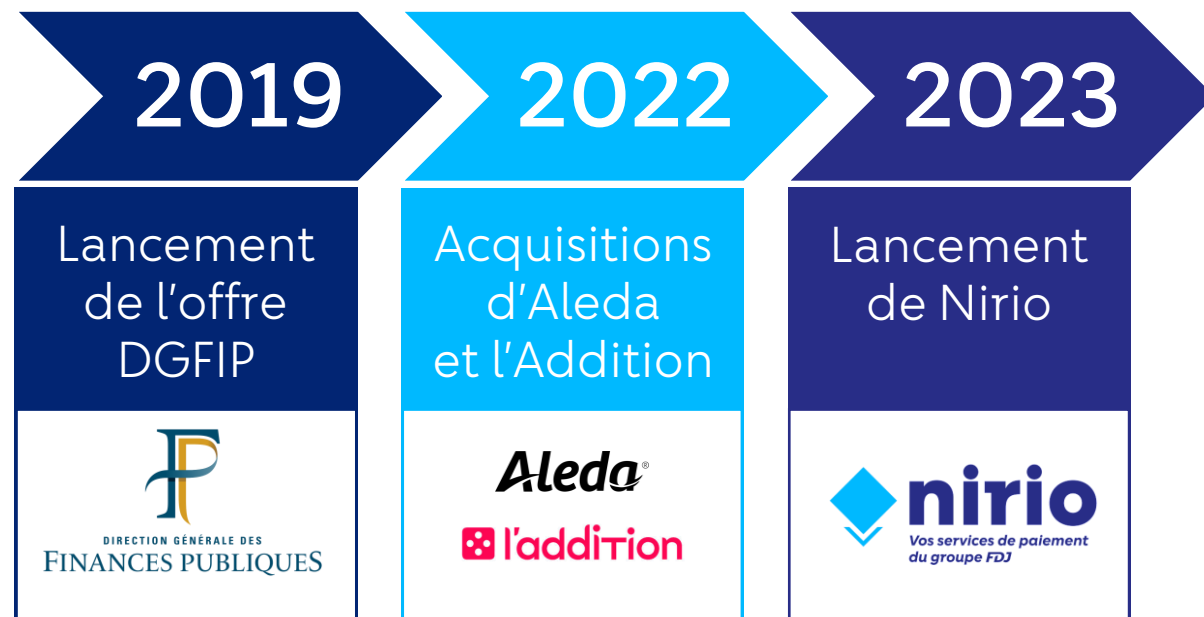 2019
Lancement
de l'offre
DGFIP
DIRECTION GÉNÉRALE DES
FINANCES PUBLIQUES
2022
Acquisitions
d'Aleda
et l'Addition
Aleda®
l'addition
2023
Lancement
de Nirio
nirio
Vos services de paiement
du groupe FDJ